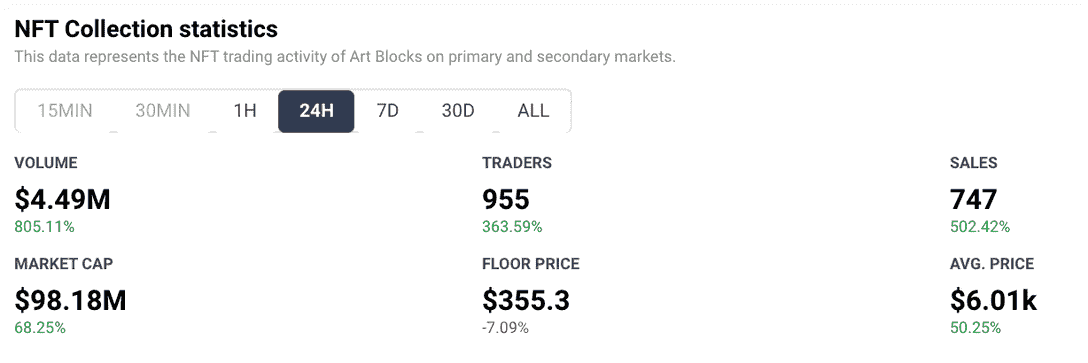 NFT Collection statistics
This data represents the NFT trading activity of Art Blocks on primary and secondary markets.
15MIN 30MIN 1H 24H 7D 30D ALL
VOLUME TRADERS SALES
$4.49M 955 747
805.11% 363.59% 502.42%
MARKET CAP FLOOR PRICE AVG. PRICE
$98.18M $355.3 $6.01k
68.25% -7.09% 50.25%